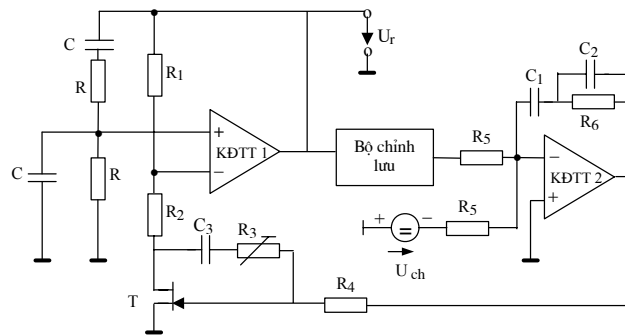 C
R
R₁
Uᵣ
C₁
C₂
R₆
+
KĐTT 1
−
Bộ chỉnh lưu
R₅
−
KĐTT 2
+
C
R
R₂
C₃
R₃
+
=
−
R₅
U ch
T
R₄